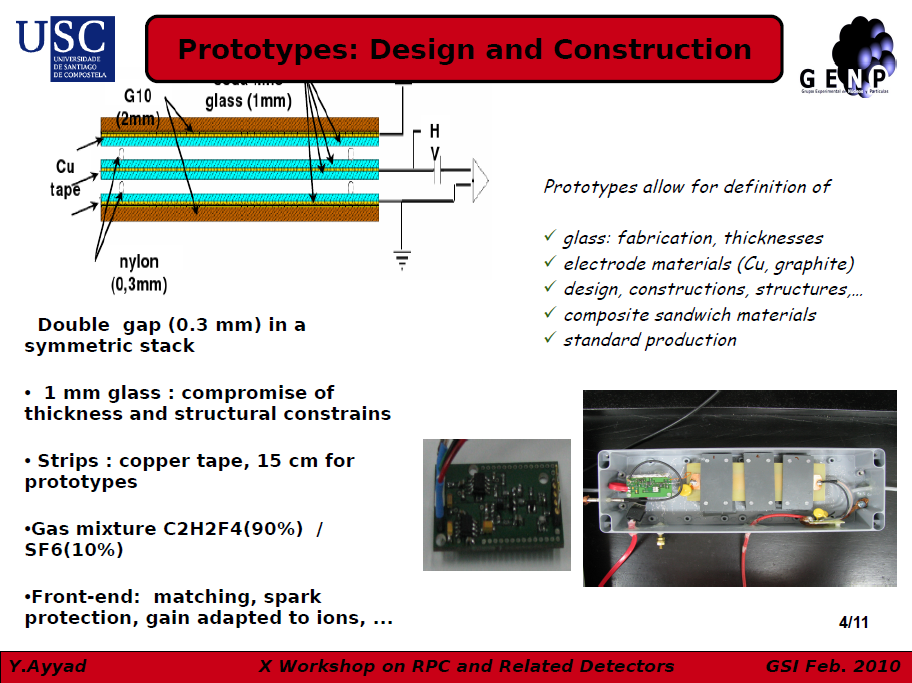 USC
UNIVERSIDADE
DE SANTIAGO
DE COMPOSTELA
Prototypes: Design and Construction
GENP
G10
(2mm)
glass (1mm)
H
V
Cu
tape
nylon
(0,3mm)
Prototypes allow for definition of
✓ glass: fabrication, thicknesses
✓ electrode materials (Cu, graphite)
✓ design, constructions, structures,...
✓ composite sandwich materials
✓ standard production
Double gap (0.3 mm) in a
symmetric stack
• 1 mm glass : compromise of
thickness and structural constrains
• Strips : copper tape, 15 cm for
prototypes
•Gas mixture C2H2F4(90%) /
SF6(10%)
•Front-end: matching, spark
protection, gain adapted to ions, ...
4/11
Y.Ayyad
X Workshop on RPC and Related Detectors
GSI Feb. 2010